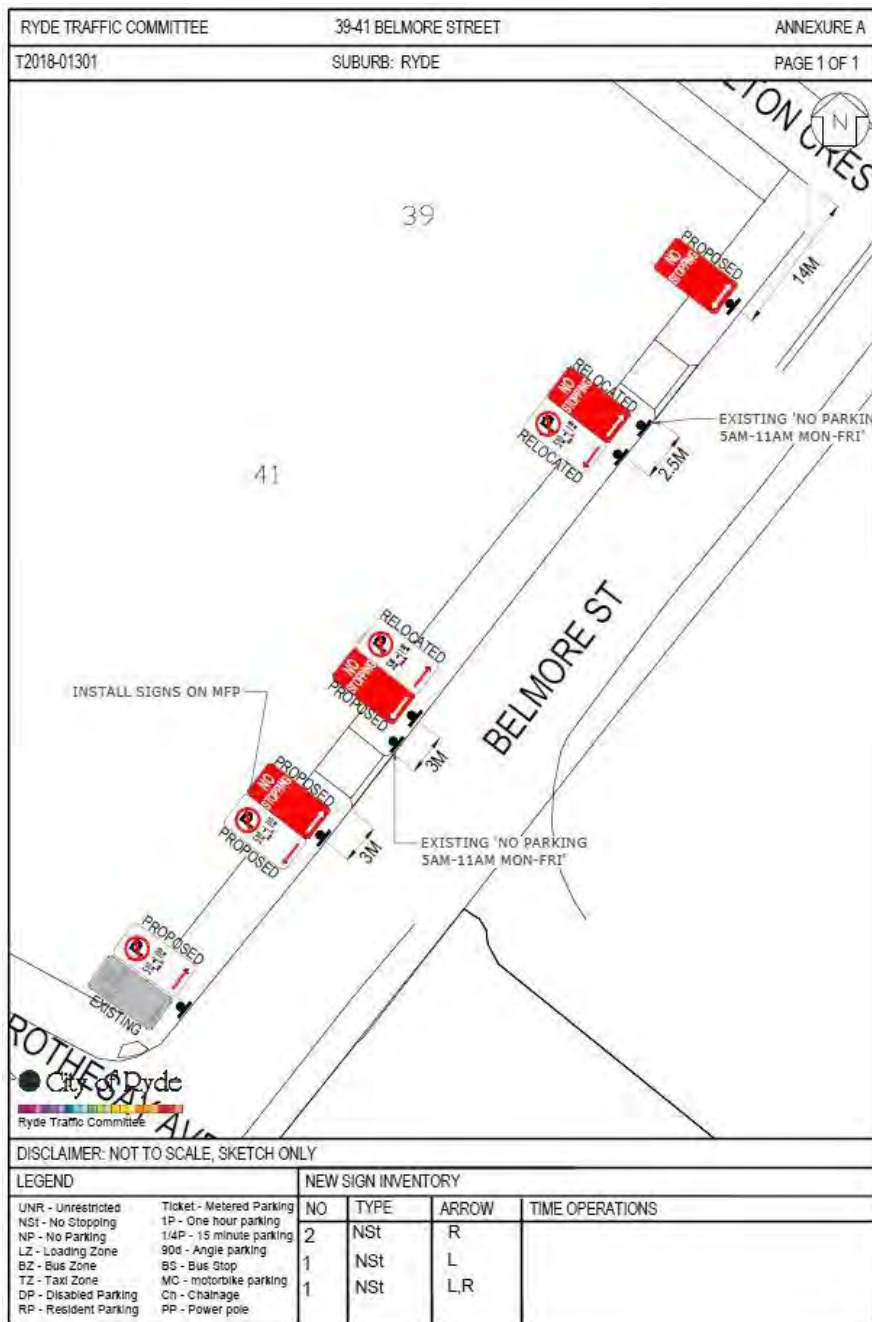 RYDE TRAFFIC COMMITTEE 39-41 BELMORE STREET ANNEXURE A
T2018-01301 SUBURB: RYDE PAGE 1 OF 1
TON CRES
N
39
PROPOSED
NO STOPPING
14M
RELOCATED
NO STOPPING
P
RELOCATED
EXISTING 'NO PARKIN
5AM-11AM MON-FRI'
2.5M
41
BELMORE ST
RELOCATED
P
NO STOPPING
PROPOSED
INSTALL SIGNS ON MFP
3M
PROPOSED
NO STOPPING
P
PROPOSED
3M
EXISTING 'NO PARKING
5AM-11AM MON-FRI'
PROPOSED
P
EXISTING
ROTHESAY AVE
City of Ryde
Ryde Traffic Committee
DISCLAIMER: NOT TO SCALE, SKETCH ONLY
LEGEND
UNR - Unrestricted
NSt - No Stopping
NP - No Parking
LZ - Loading Zone
BZ - Bus Zone
TZ - Taxi Zone
DP - Disabled Parking
RP - Resident Parking
Ticket - Metered Parking
1P - One hour parking
1/4P - 15 minute parking
90d - Angle parking
BS - Bus Stop
MC - motorbike parking
Ch - Chainage
PP - Power pole
NEW SIGN INVENTORY
NO TYPE ARROW TIME OPERATIONS
2 NSt R
1 NSt L
1 NSt L,R